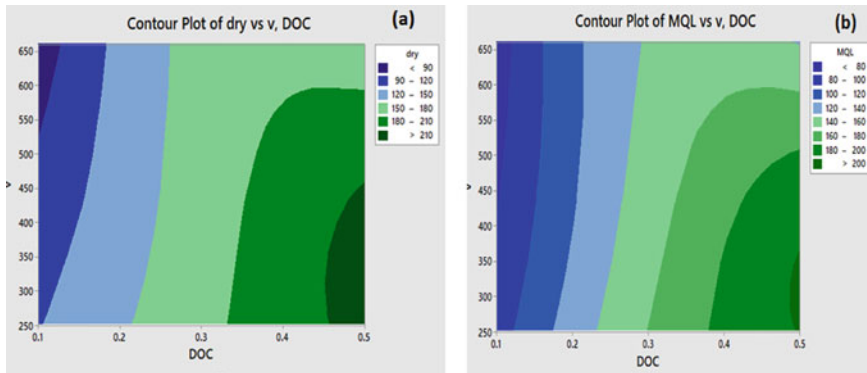 Contour Plot of dry vs v, DOC
(a)
dry
< 90
90 – 120
120 – 150
150 – 180
180 – 210
> 210
650
600
550
500
450
400
350
300
250
v
0.1 0.2 0.3 0.4 0.5
DOC
Contour Plot of MQL vs v, DOC
(b)
MQL
< 80
80 – 100
100 – 120
120 – 140
140 – 160
160 – 180
180 – 200
> 200
650
600
550
500
450
400
350
300
250
v
0.1 0.2 0.3 0.4 0.5
DOC